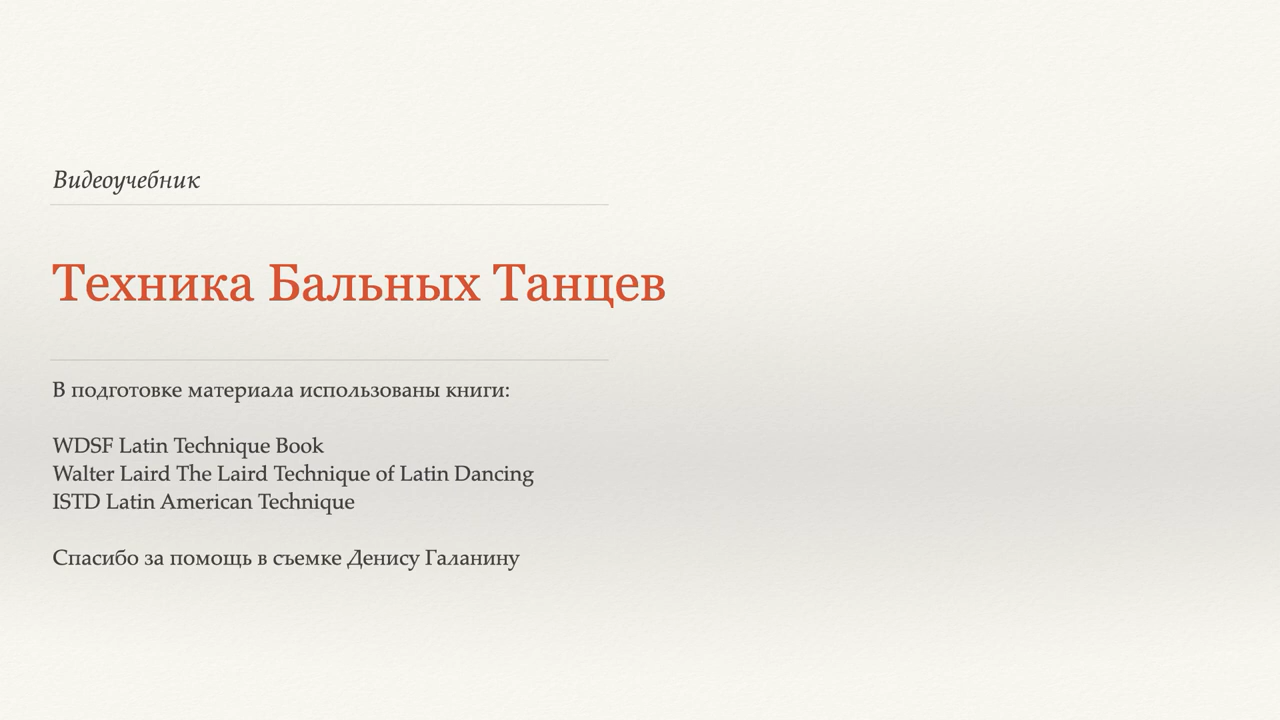 Видеоучебник
Техника Бальных Танцев
В подготовке материала использованы книги:
WDSF Latin Technique Book
Walter Laird The Laird Technique of Latin Dancing
ISTD Latin American Technique
Спасибо за помощь в съемке Денису Галанину